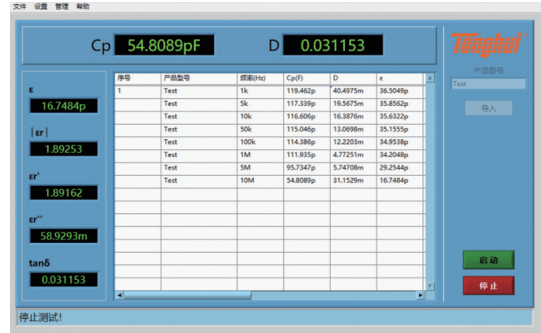 文件 设置 管理 帮助
Cp 54.8089pF D 0.031153
Tonghui
产品型号
Test
导入
ε
16.7484p
|εr|
1.89253
εr'
1.89162
εr''
58.9293m
tanδ
0.031153
序号 产品型号 频率(Hz) Cp(F) D ε
1 Test 1k 119.462p 40.4975m 36.5049p
Test 5k 117.339p 19.5675m 35.8562p
Test 10k 116.606p 16.3876m 35.6322p
Test 50k 115.046p 13.0698m 35.1555p
Test 100k 114.386p 12.2203m 34.9538p
Test 1M 111.935p 4.77251m 34.2048p
Test 5M 95.7347p 5.74708m 29.2544p
Test 10M 54.8089p 31.1529m 16.7484p
启动
停止
停止测试!